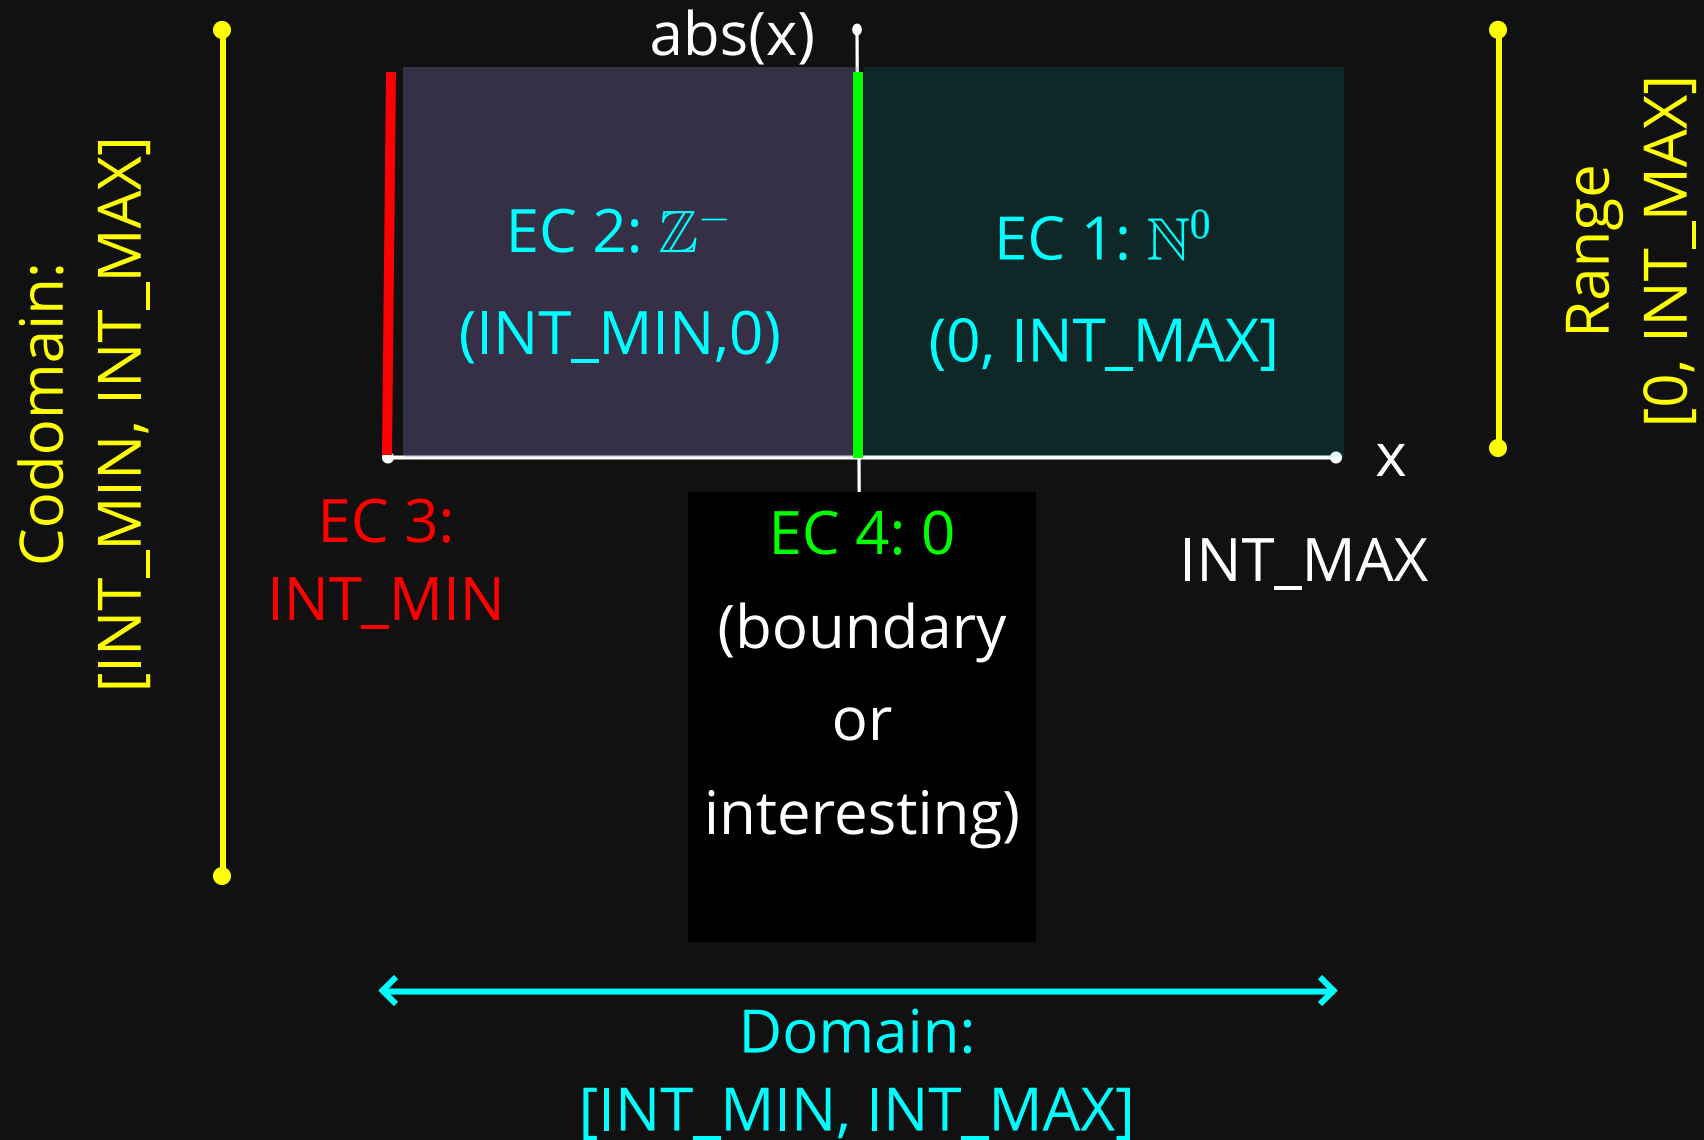 abs(x)
Codomain:
[INT_MIN, INT_MAX]
EC 2: ℤ⁻
(INT_MIN,0)
EC 1: ℕ⁰
(0, INT_MAX]
Range
[0, INT_MAX]
x
EC 3:
INT_MIN
EC 4: 0
(boundary
or
interesting)
INT_MAX
Domain:
[INT_MIN, INT_MAX]